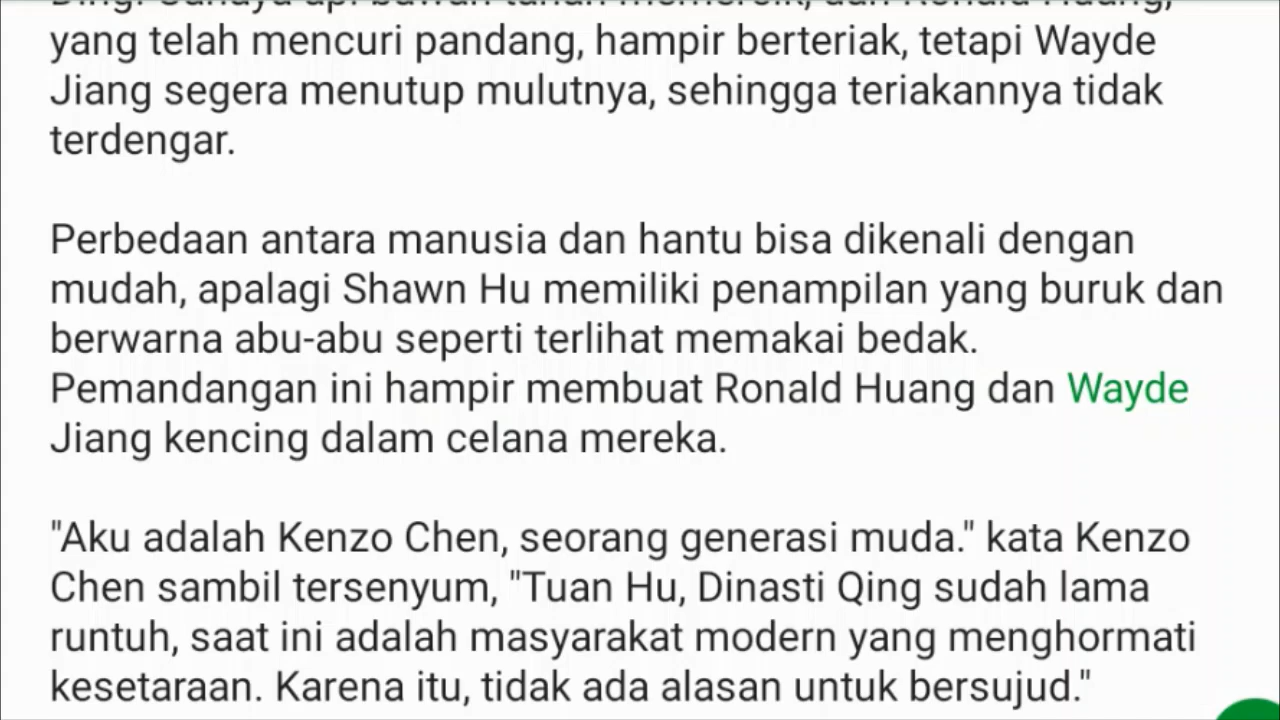 yang telah mencuri pandang, hampir berteriak, tetapi Wayde
Jiang segera menutup mulutnya, sehingga teriakannya tidak
terdengar.
Perbedaan antara manusia dan hantu bisa dikenali dengan
mudah, apalagi Shawn Hu memiliki penampilan yang buruk dan
berwarna abu-abu seperti terlihat memakai bedak.
Pemandangan ini hampir membuat Ronald Huang dan Wayde
Jiang kencing dalam celana mereka.
"Aku adalah Kenzo Chen, seorang generasi muda." kata Kenzo
Chen sambil tersenyum, "Tuan Hu, Dinasti Qing sudah lama
runtuh, saat ini adalah masyarakat modern yang menghormati
kesetaraan. Karena itu, tidak ada alasan untuk bersujud."